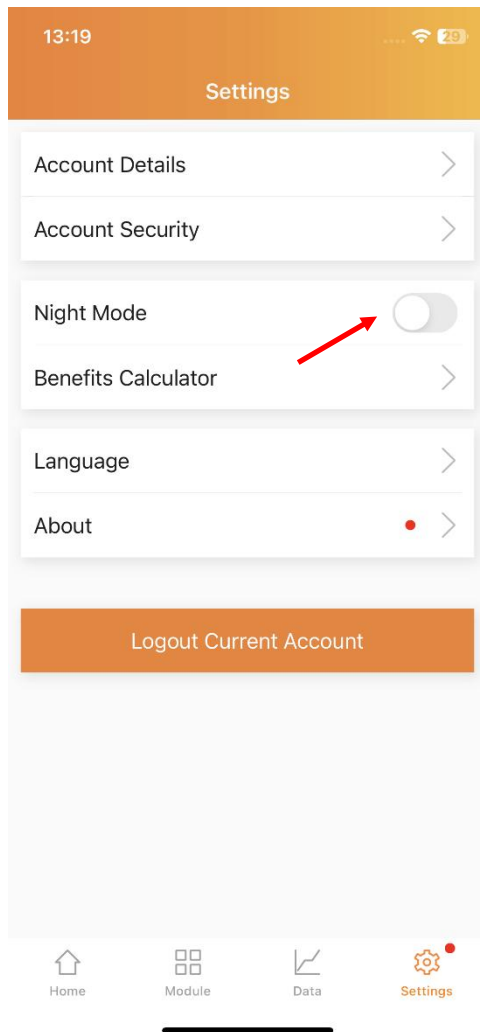 13:19
29
Settings
Account Details
Account Security
Night Mode
Benefits Calculator
Language
About
Logout Current Account
Home Module Data Settings